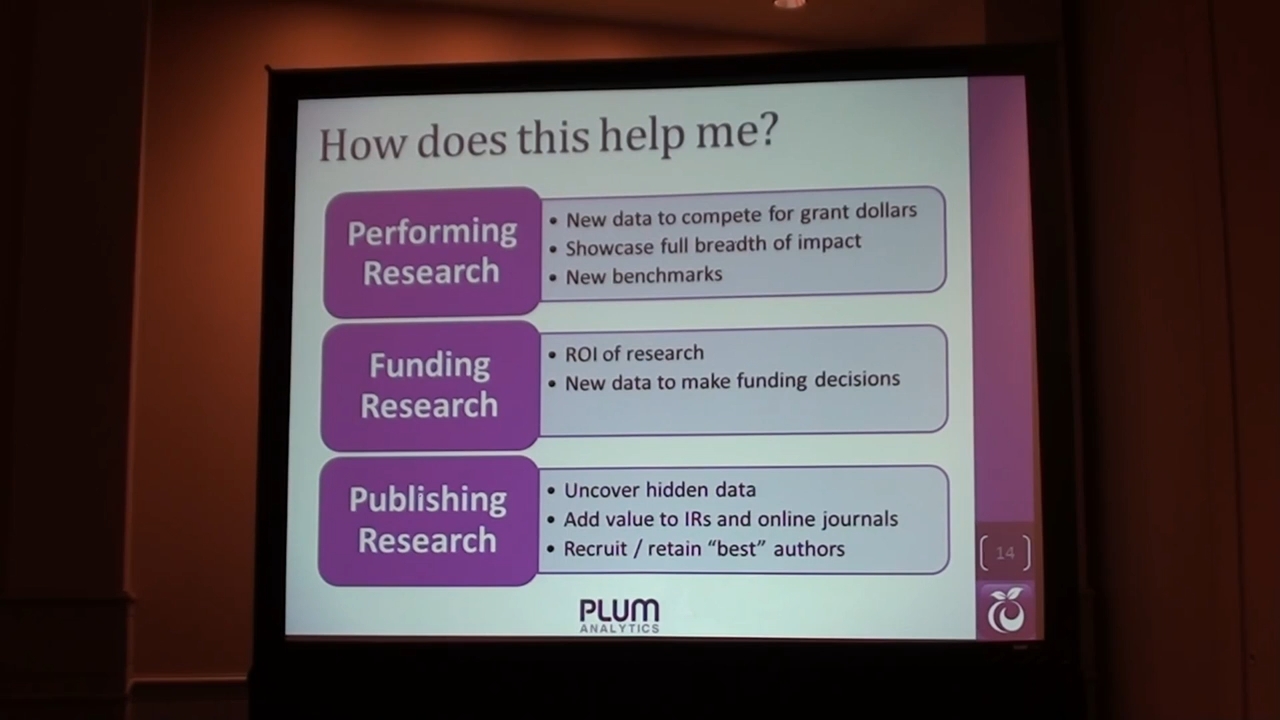 How does this help me?
Performing
Research
• New data to compete for grant dollars
• Showcase full breadth of impact
• New benchmarks
Funding
Research
• ROI of research
• New data to make funding decisions
Publishing
Research
• Uncover hidden data
• Add value to IRs and online journals
• Recruit / retain “best” authors
14
PLUM
ANALYTICS